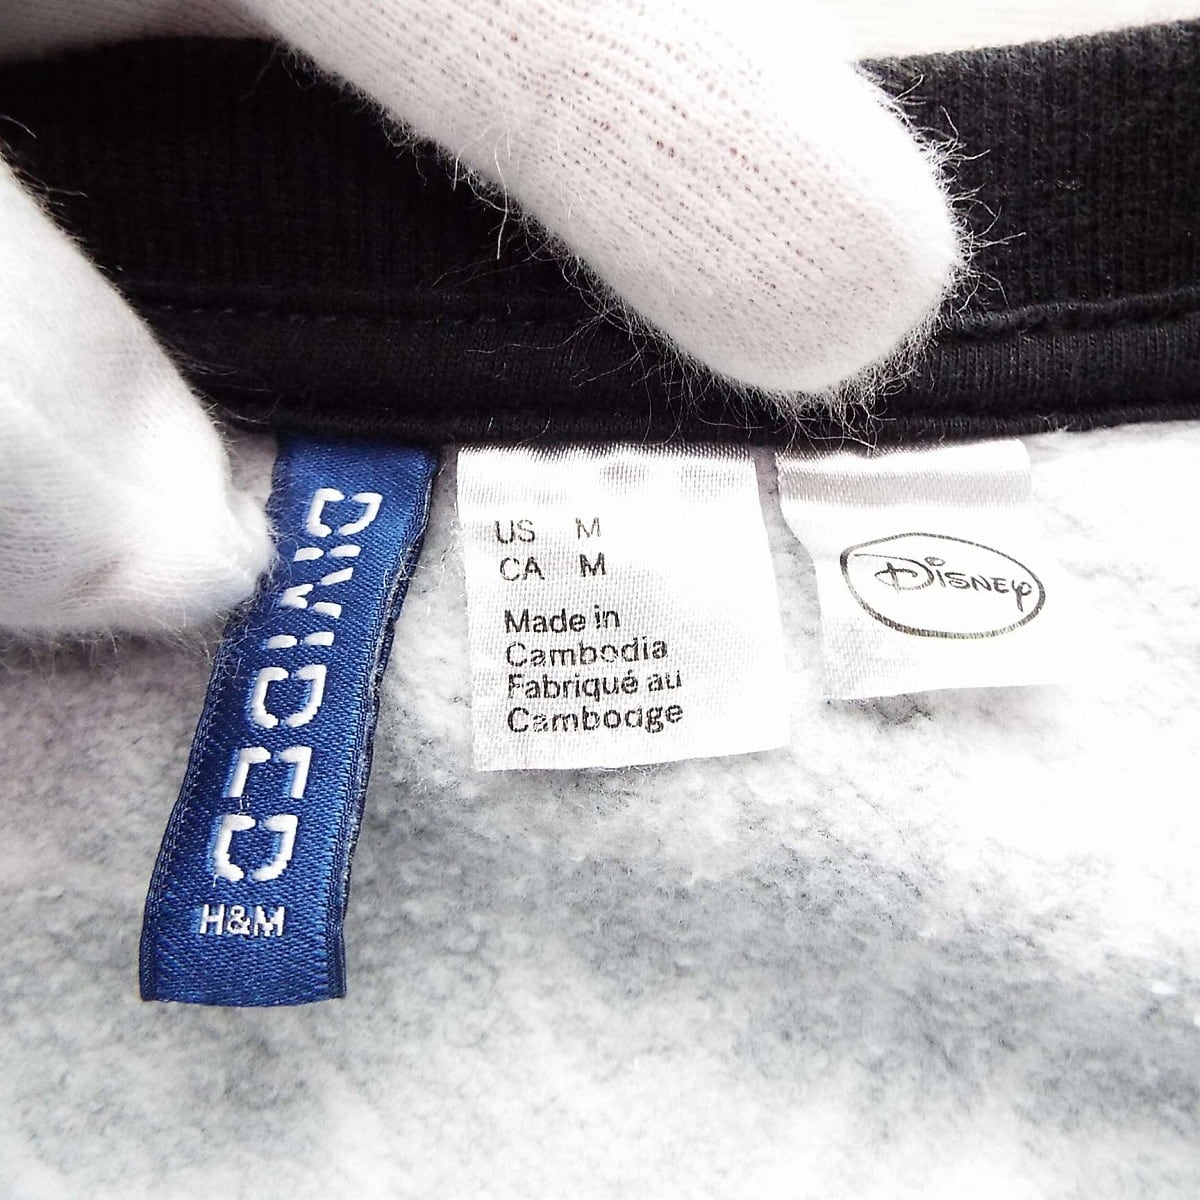 DIVIDED
H&M
US M
CA M
Made in
Cambodia
Fabriqué au
Cambodge
Disney